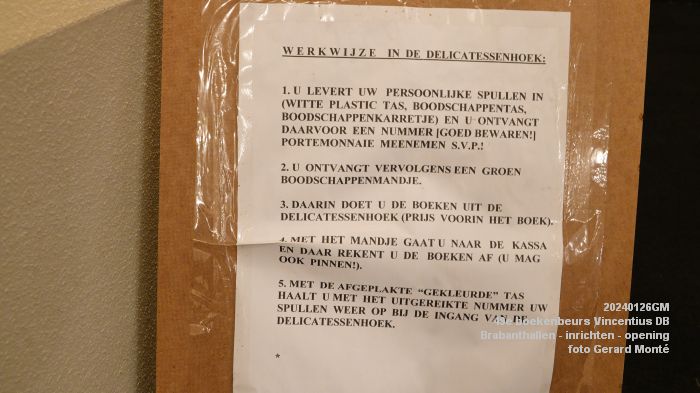 WERKWIJZE IN DE DELICATESSENHOEK:
1. U LEVERT UW PERSOONLIJKE SPULLEN IN
(WITTE PLASTIC TAS, BOODSCHAPPENTAS,
BOODSCHAPPENKARRETJE) EN U ONTVANGT
DAARVOOR EEN NUMMER [GOED BEWAREN!]
PORTEMONNAIE MEENEMEN S.V.P.!
2. U ONTVANGT VERVOLGENS EEN GROEN
BOODSCHAPPENMANDJE.
3. DAARIN DOET U DE BOEKEN UIT DE
DELICATESSENHOEK (PRIJS VOORIN HET BOEK).
4. MET HET MANDJE GAAT U NAAR DE KASSA
EN DAAR REKENT U DE BOEKEN AF (U MAG
OOK PINNEN!).
5. MET DE AFGEPLAKTE “GEKLEURDE” TAS
HAALT U MET HET UITGEREIKTE NUMMER UW
SPULLEN WEER OP BIJ DE INGANG VAN DE
DELICATESSENHOEK.
*
20240126GM
45e Boekenbeurs Vincentius DB
Brabanthallen - inrichten - opening
foto Gerard Monté